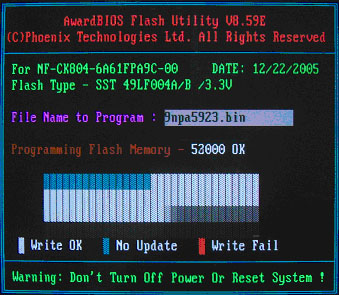 AwardBIOS Flash Utility V8.59E
(C)Phoenix Technologies Ltd. All Rights Reserved
For NF-CK804-6A61FPA9C-00 DATE: 12/22/2005
Flash Type - SST 49LF004A/B /3.3V
File Name to Program : 9npa5923.bin
Programming Flash Memory - 52000 OK
Write OK No Update Write Fail
Warning: Don't Turn Off Power Or Reset System !